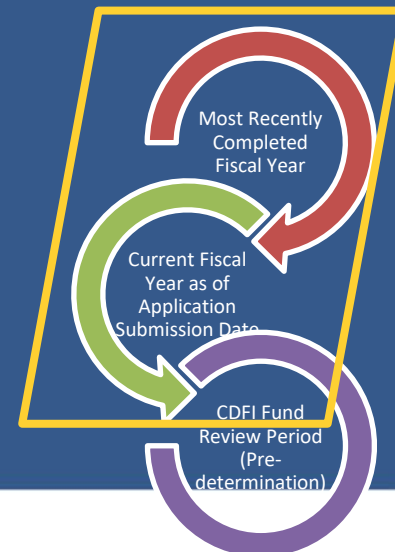 Most Recently
Completed
Fiscal Year
Current Fiscal
Year as of
Application
Submission Date
CDFI Fund
Review Period
(Pre-
determination)